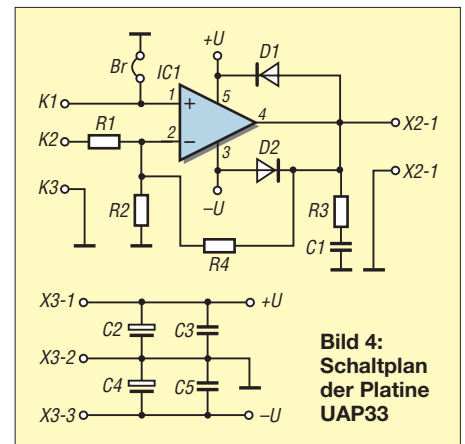 +U
D1
Br
IC1
K1
1
+
5
4
X2-1
K2
R1
2
−
3
D2
X2-1
K3
−U
R2
R3
R4
C1
X3-1
+U
C2
C3
X3-2
C4
C5
X3-3
−U
Bild 4:
Schaltplan
der Platine
UAP33